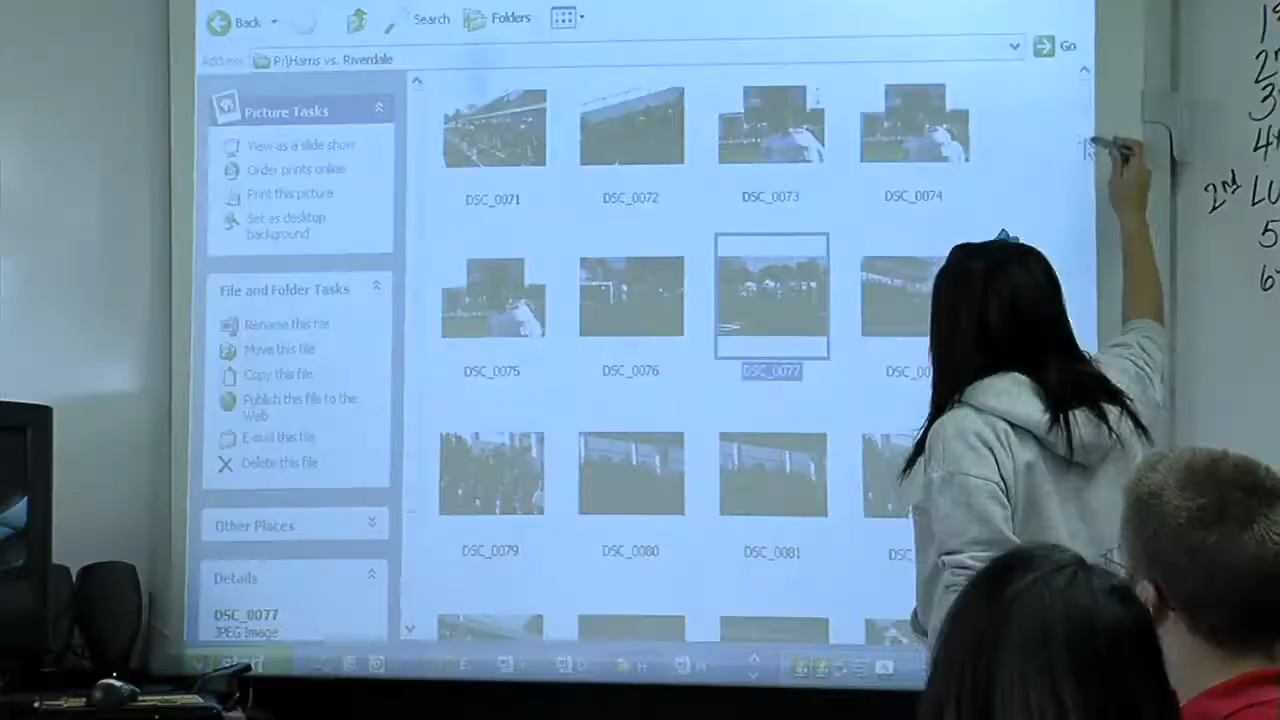 Back Search Folders
Address P:\Harris vs. Riverdale Go
Picture Tasks
View as a slide show
Order prints online
Print this picture
Set as desktop
background
File and Folder Tasks
Rename this file
Move this file
Copy this file
Publish this file to the
Web
E-mail this file
Delete this file
Other Places
Details
DSC_0077
JPEG Image
DSC_0071 DSC_0072 DSC_0073 DSC_0074
DSC_0075 DSC_0076 DSC_0077
DSC_0079 DSC_0080 DSC_0081
2nd